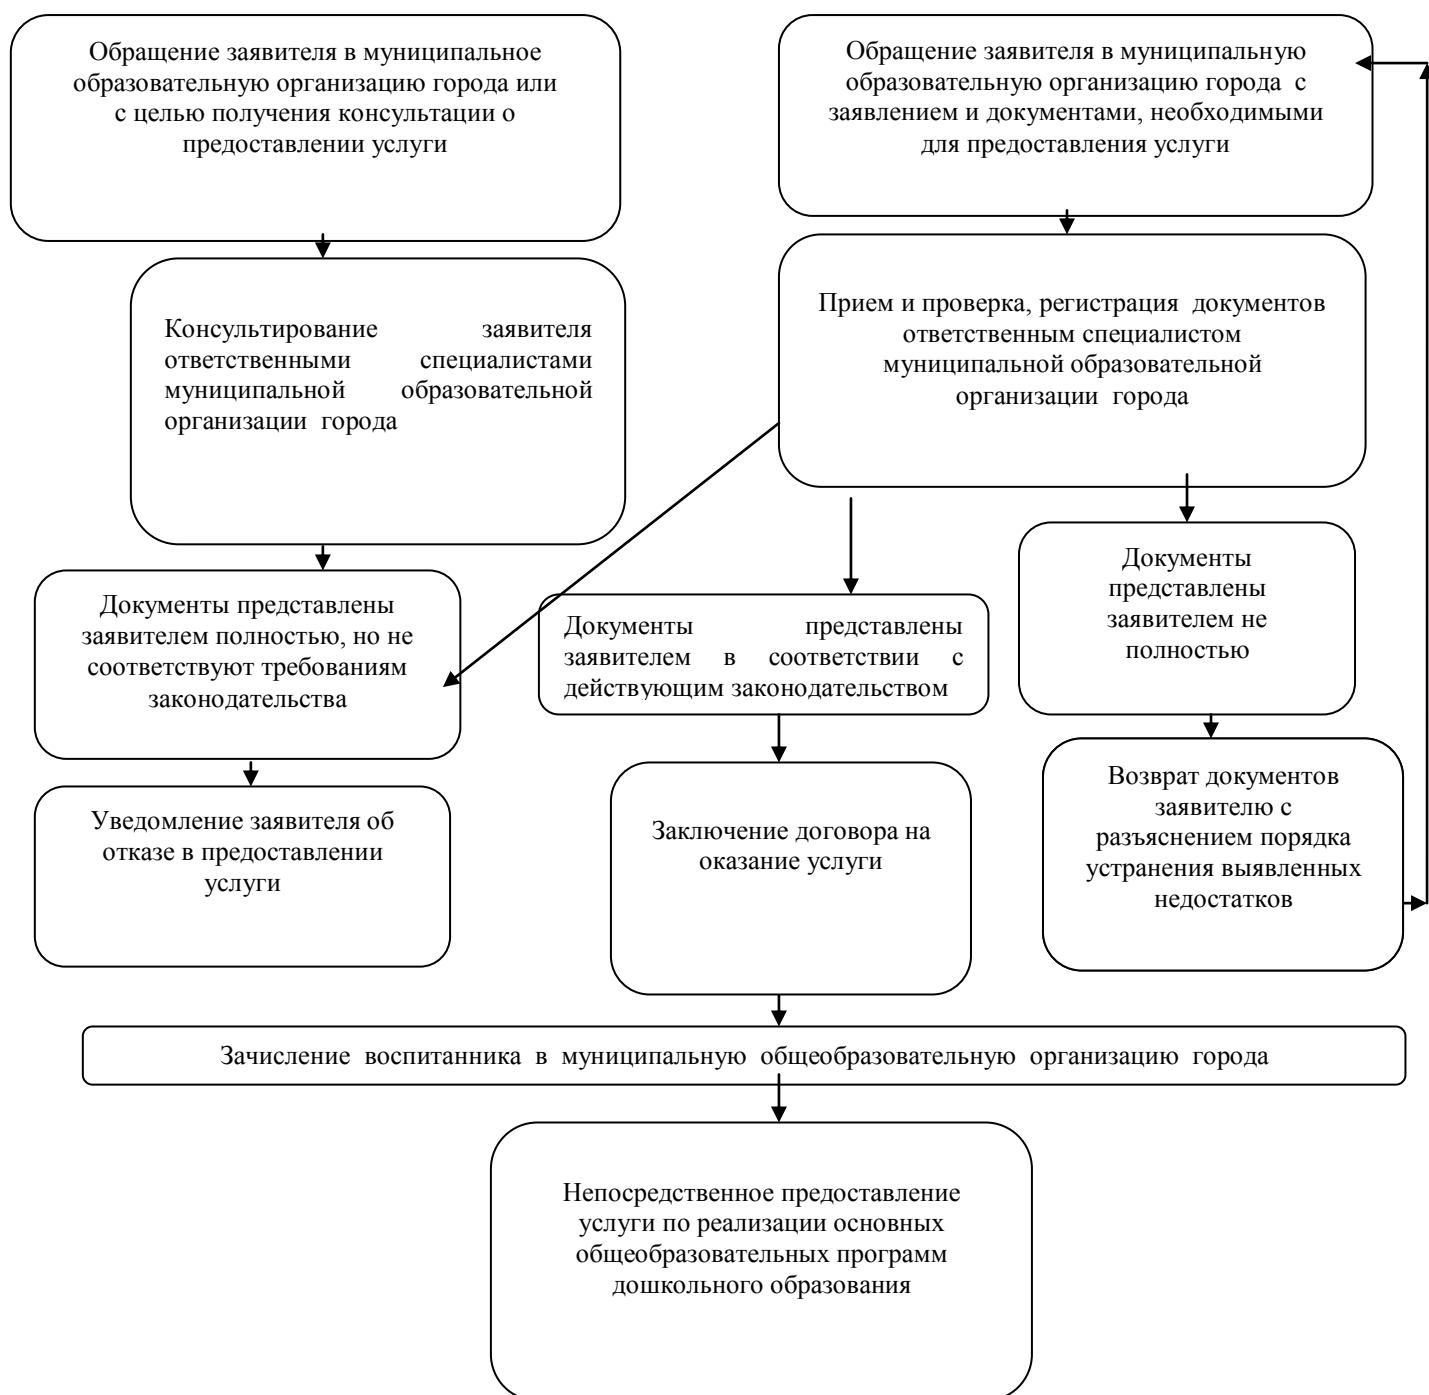 Обращение заявителя в муниципальное
образовательную организацию города или
с целью получения консультации о
предоставлении услуги
Обращение заявителя в муниципальную
образовательную организацию города с
заявлением и документами, необходимыми
для предоставления услуги
Консультирование заявителя
ответственными специалистами
муниципальной образовательной
организации города
Прием и проверка, регистрация документов
ответственным специалистом
муниципальной образовательной
организации города
Документы представлены
заявителем полностью, но не
соответствуют требованиям
законодательства
Документы представлены
заявителем в соответствии с
действующим законодательством
Документы
представлены
заявителем не
полностью
Уведомление заявителя об
отказе в предоставлении
услуги
Заключение договора на
оказание услуги
Возврат документов
заявителю с
разъяснением порядка
устранения выявленных
недостатков
Зачисление воспитанника в муниципальную общеобразовательную организацию города
Непосредственное предоставление
услуги по реализации основных
общеобразовательных программ
дошкольного образования